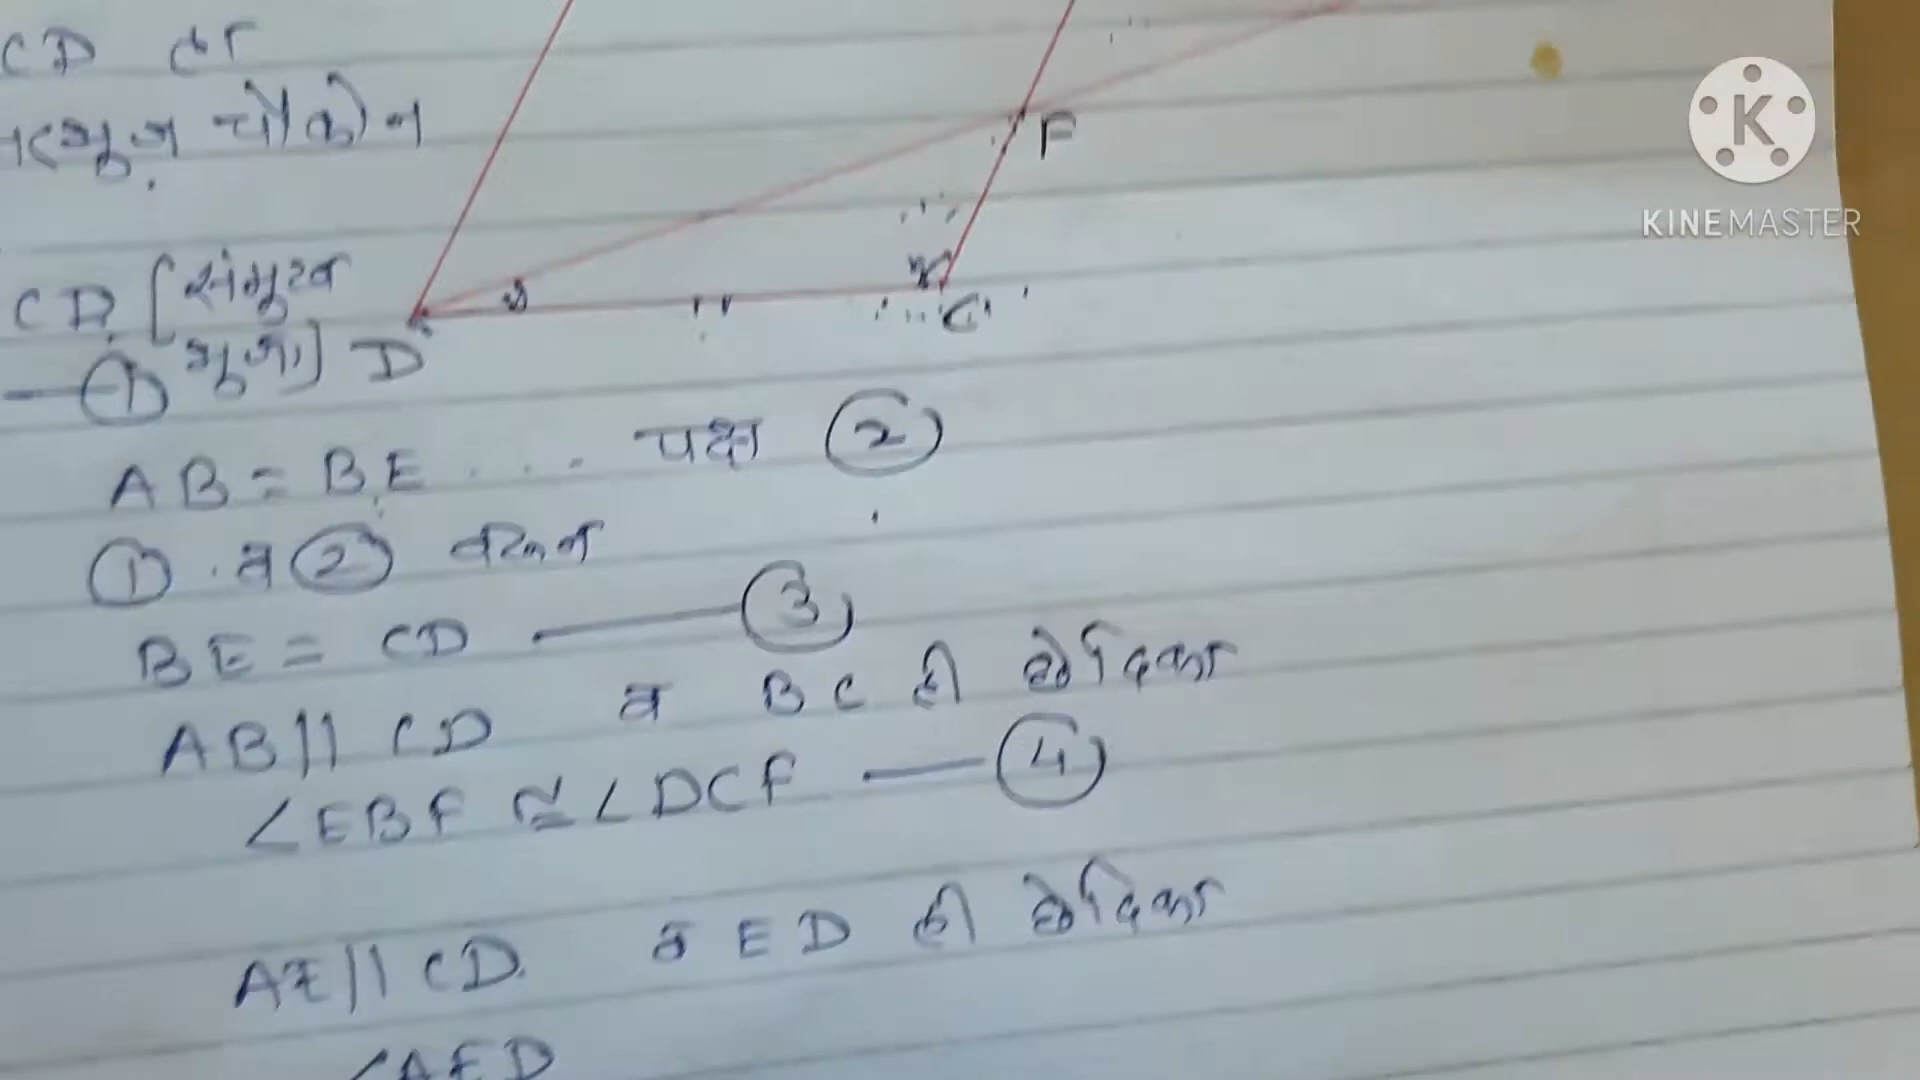 CD हा
भुज चौकोन
F
K
KINEMASTER
CD [संमुख
भुजा]
①
D
C
x
AB = BE ... पक्ष ②
① व ② वरून
BE = CD — ③
AB || CD व BC ही छेदिका
∠EBF ≅ ∠DCF — ④
AE || CD व ED ही छेदिका
∠AED